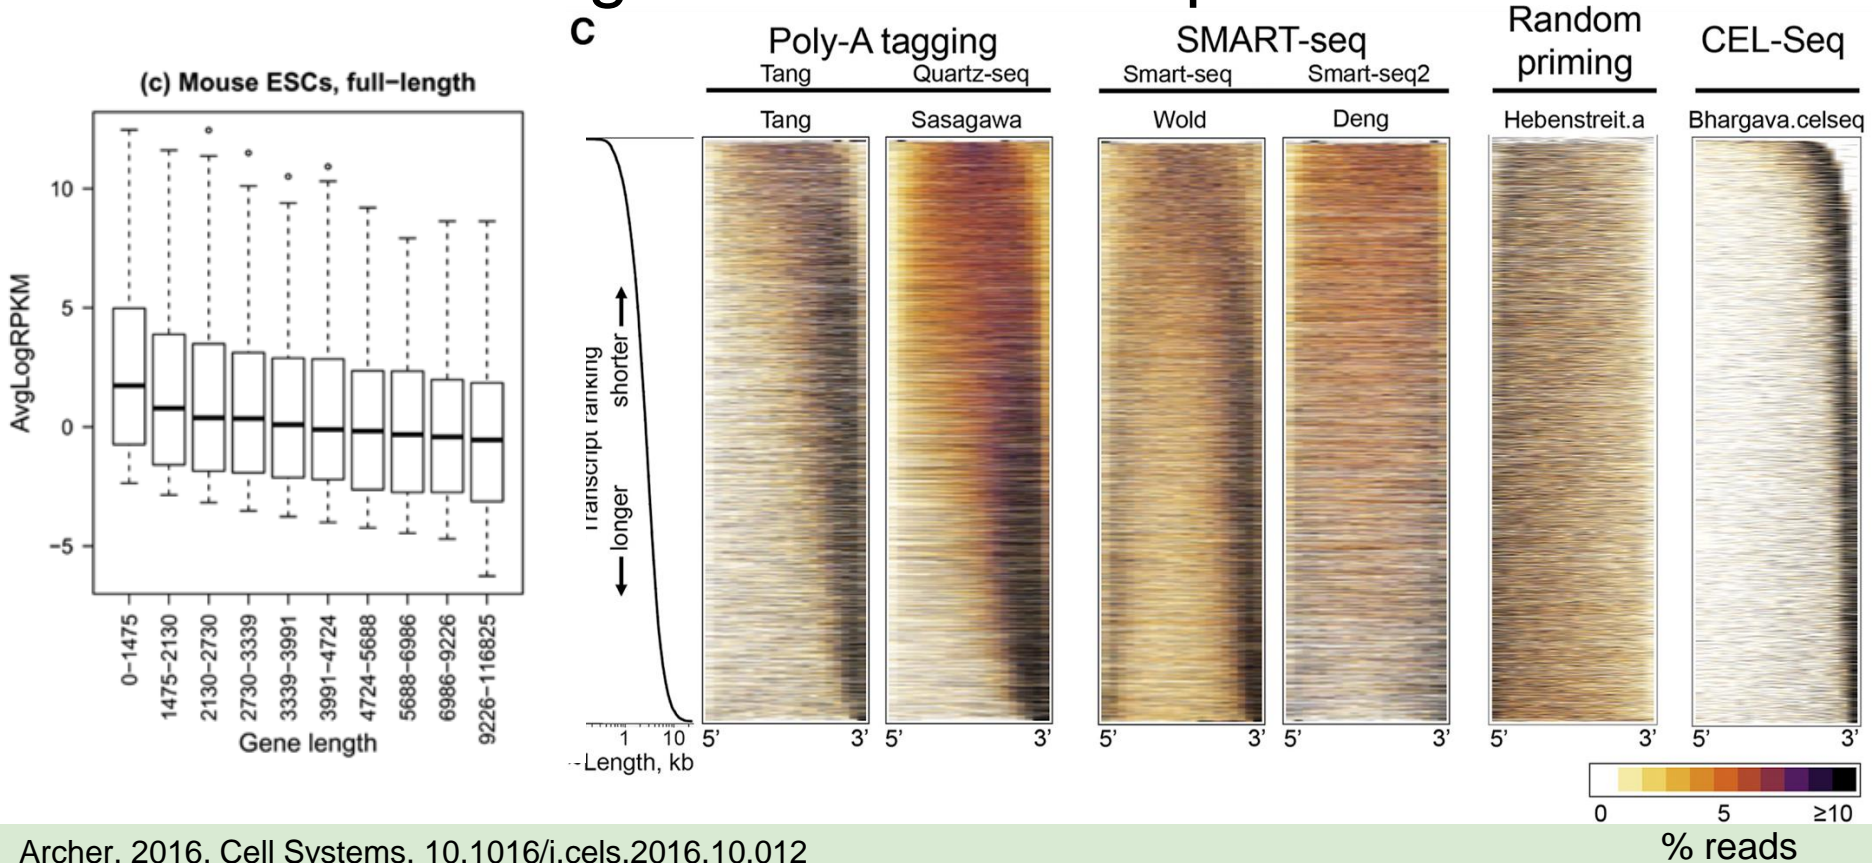 (c) Mouse ESCs, full−length
AvgLogRPKM
10
5
0
−5
0−1475
1475−2130
2130−2730
2730−3339
3339−3991
3991−4724
4724−5688
5688−6986
6986−9226
9226−116825
Gene length
C
Poly-A tagging
Tang
Quartz-seq
Tang
Sasagawa
SMART-seq
Smart-seq
Smart-seq2
Wold
Deng
Random
priming
Hebenstreit.a
CEL-Seq
Bhargava.celseq
Transcript ranking
shorter
longer
1 10
Length, kb
5’ 3’
5’ 3’
5’ 3’
5’ 3’
5’ 3’
5’ 3’
0 5 ≥10
% reads
Archer, 2016, Cell Systems, 10.1016/j.cels.2016.10.012